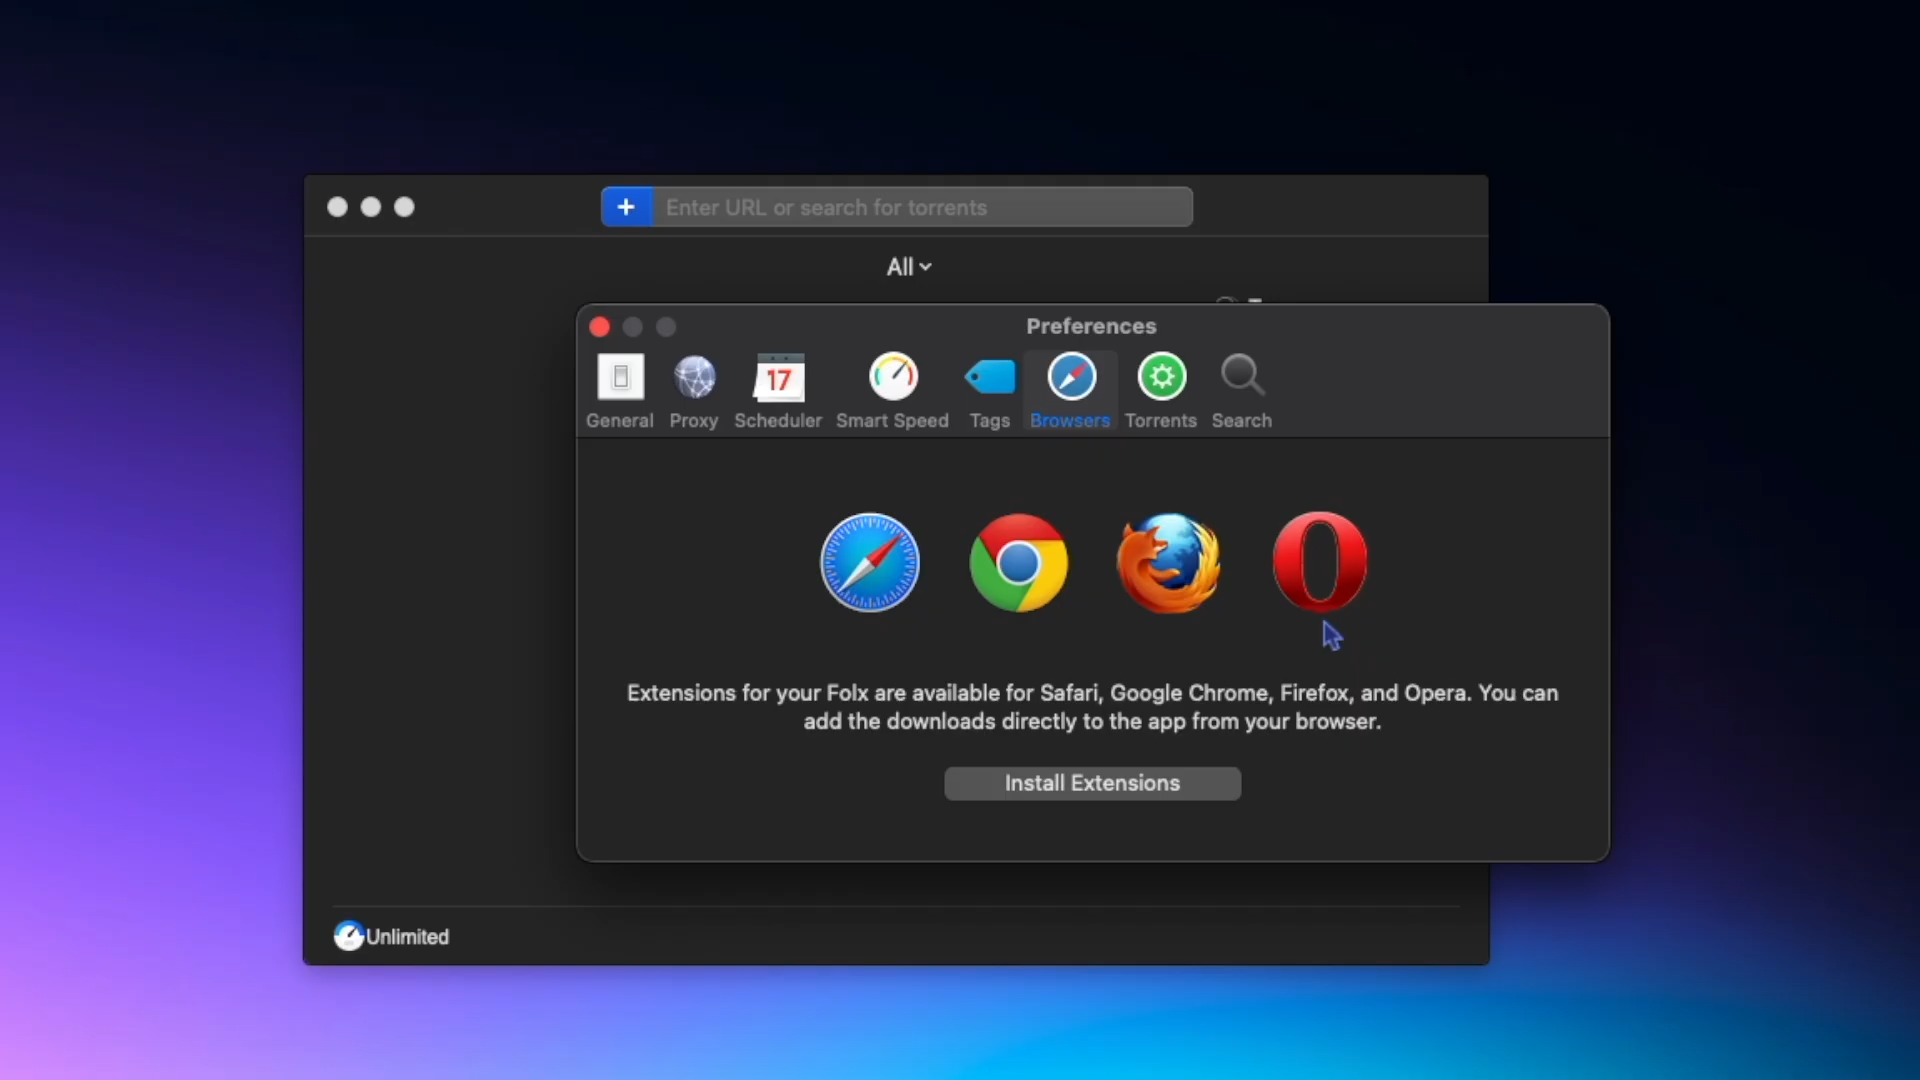 Enter URL or search for torrents
All
Preferences
General Proxy 17 Scheduler Smart Speed Tags Browsers Torrents Search
Extensions for your Folx are available for Safari, Google Chrome, Firefox, and Opera. You can
add the downloads directly to the app from your browser.
Install Extensions
Unlimited